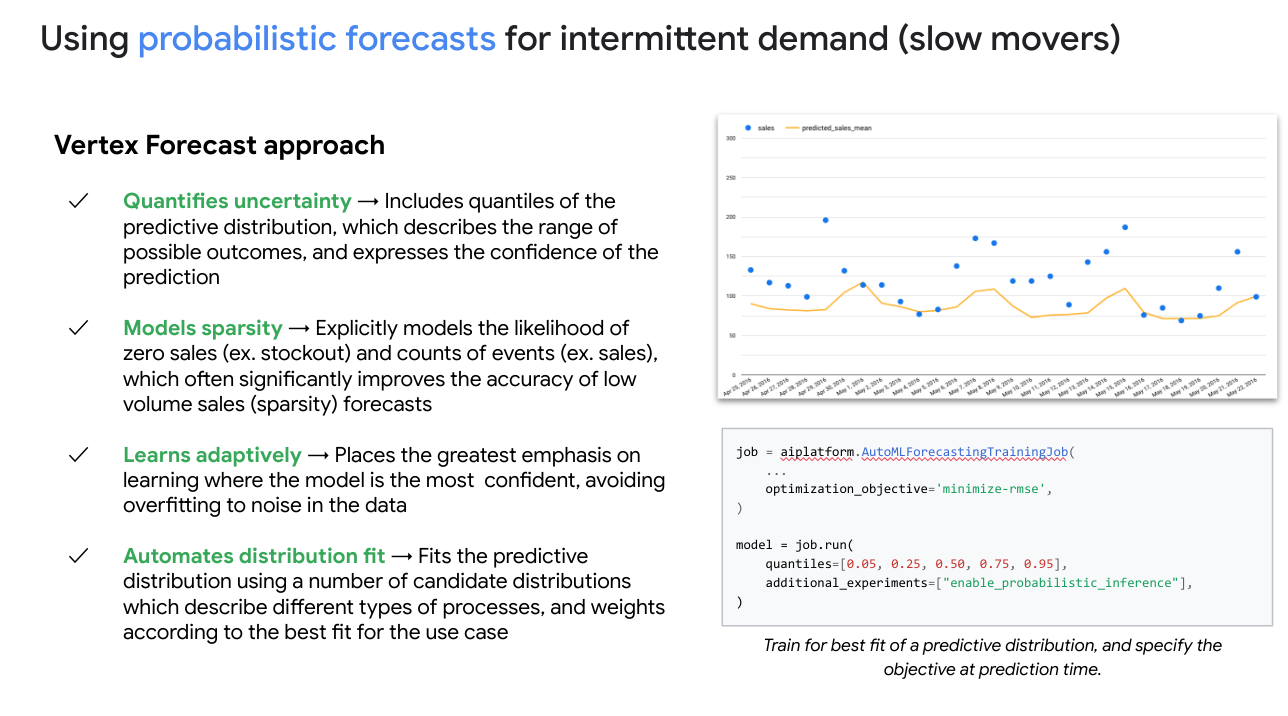 Using probabilistic forecasts for intermittent demand (slow movers)
Vertex Forecast approach
✓ Quantifies uncertainty → Includes quantiles of the
predictive distribution, which describes the range of
possible outcomes, and expresses the confidence of the
prediction
✓ Models sparsity → Explicitly models the likelihood of
zero sales (ex. stockout) and counts of events (ex. sales),
which often significantly improves the accuracy of low
volume sales (sparsity) forecasts
✓ Learns adaptively → Places the greatest emphasis on
learning where the model is the most  confident, avoiding
overfitting to noise in the data
✓ Automates distribution fit → Fits the predictive
distribution using a number of candidate distributions
which describe different types of processes, and weights
according to the best fit for the use case
sales predicted_sales_mean
300
250
200
150
100
50
0
Apr 25, 2016
Apr 26, 2016
Apr 27, 2016
Apr 28, 2016
Apr 29, 2016
Apr 30, 2016
May 1, 2016
May 2, 2016
May 3, 2016
May 4, 2016
May 5, 2016
May 6, 2016
May 7, 2016
May 8, 2016
May 9, 2016
May 10, 2016
May 11, 2016
May 12, 2016
May 13, 2016
May 14, 2016
May 15, 2016
May 16, 2016
May 17, 2016
May 18, 2016
May 19, 2016
May 20, 2016
May 21, 2016
May 22, 2016
job = aiplatform.AutoMLForecastingTrainingJob(
    ...
    optimization_objective='minimize-rmse',
)
model = job.run(
    quantiles=[0.05, 0.25, 0.50, 0.75, 0.95],
    additional_experiments=["enable_probabilistic_inference"],
)
Train for best fit of a predictive distribution, and specify the
objective at prediction time.